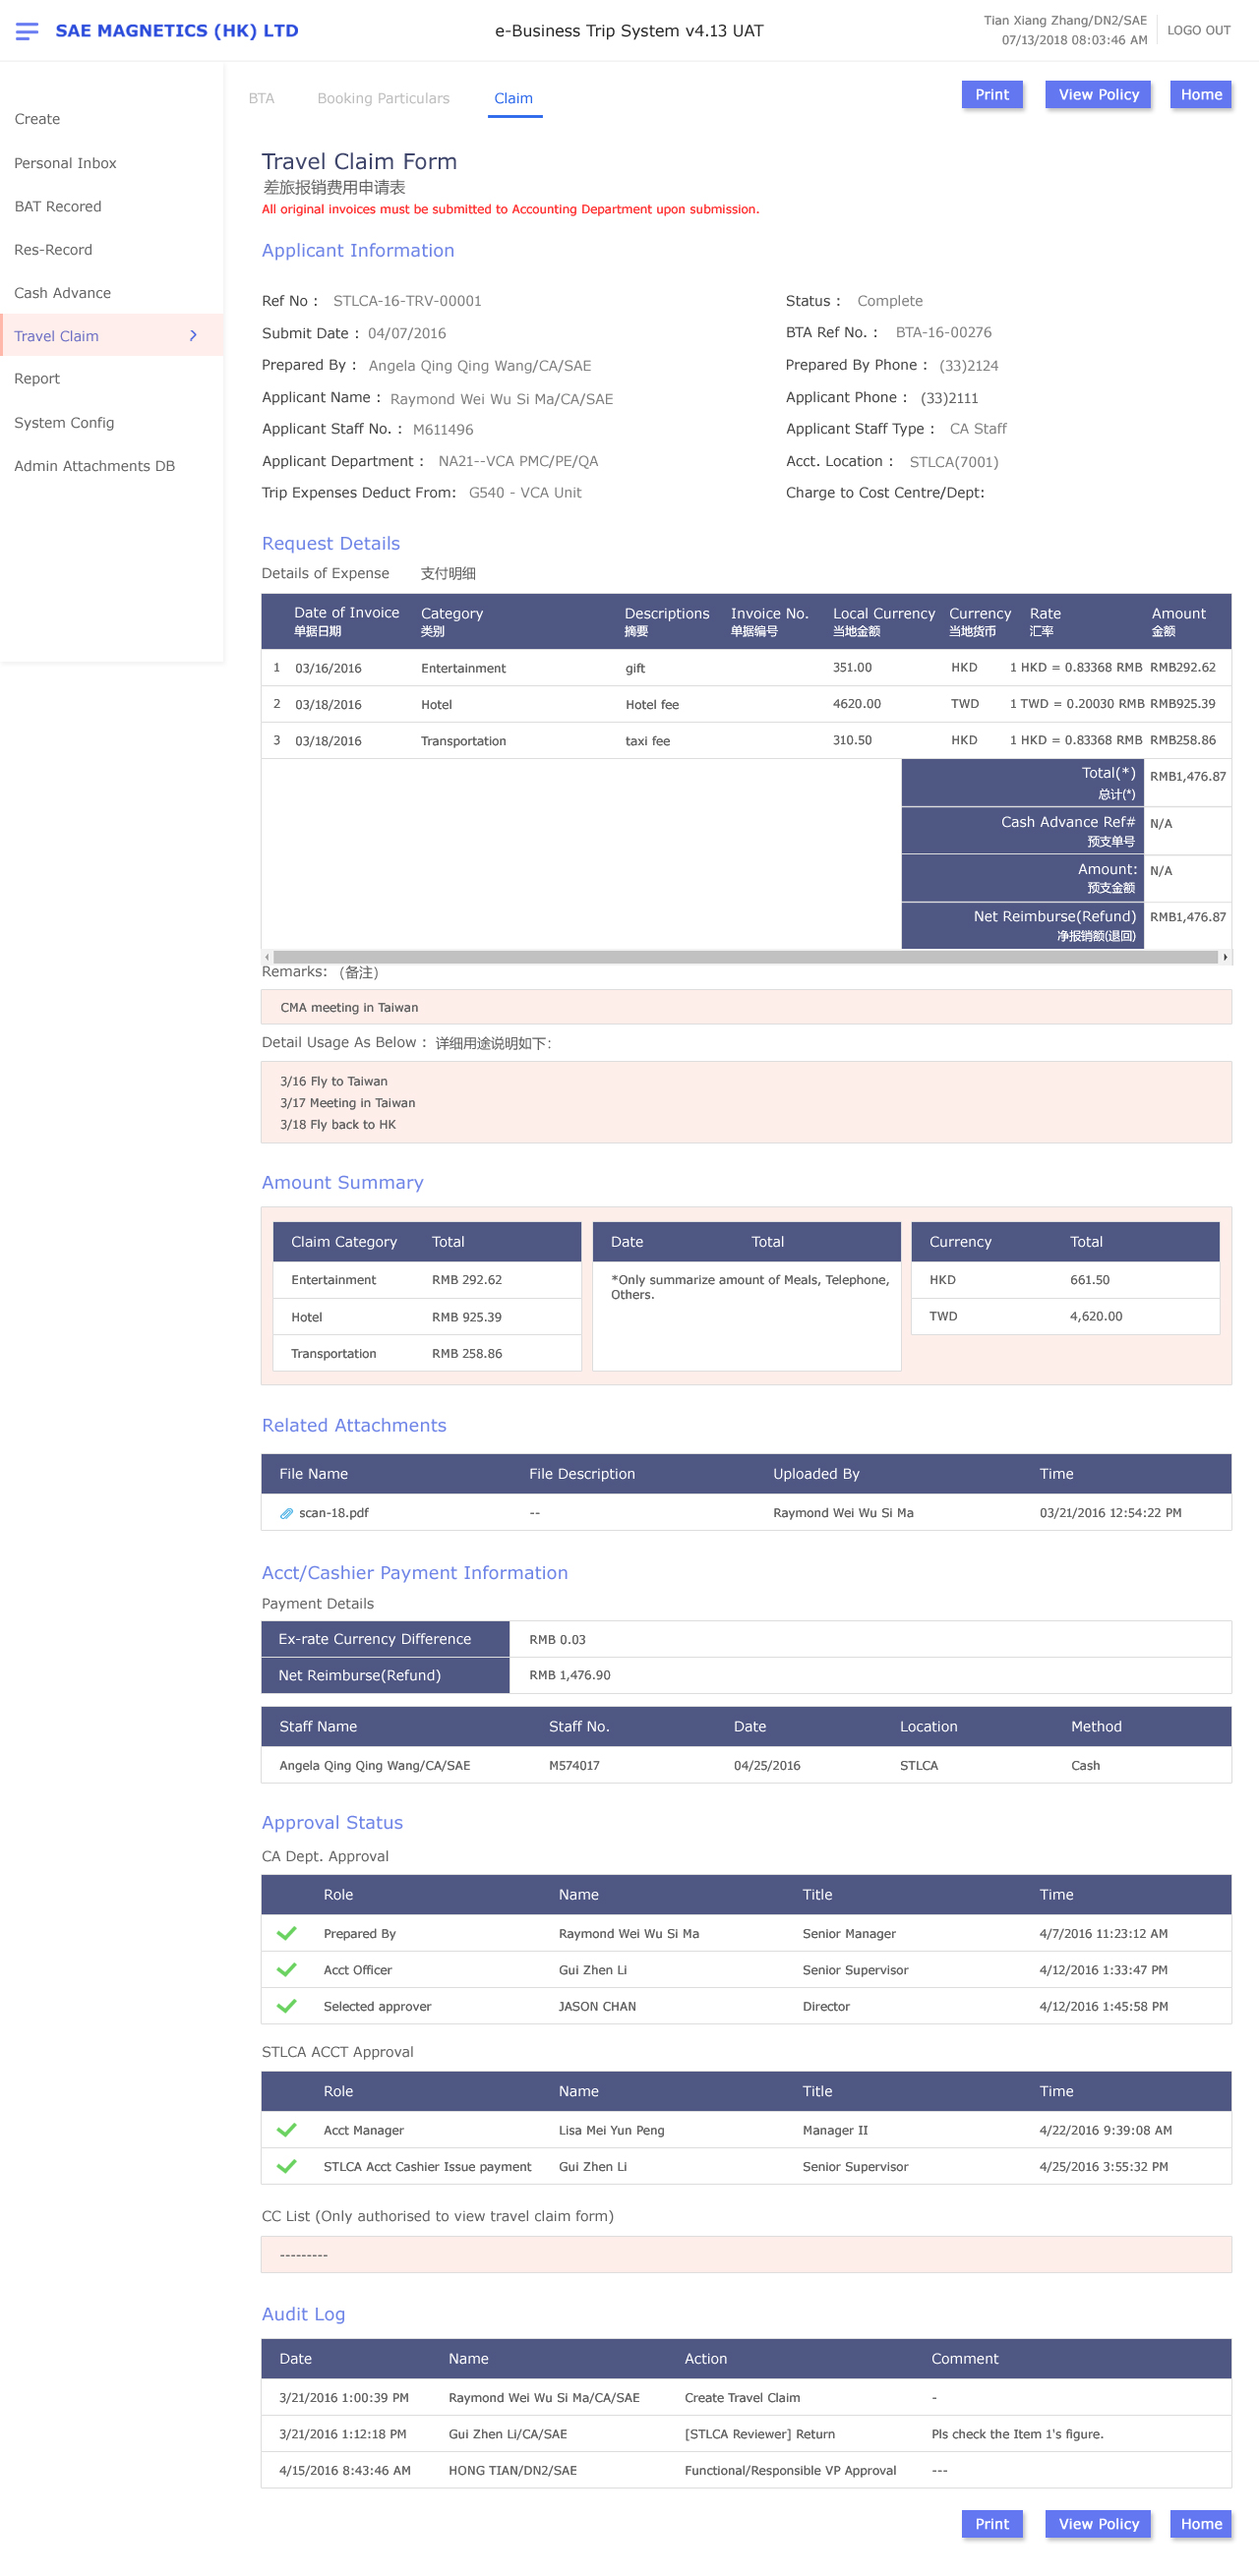 SAE MAGNETICS (HK) LTD
e-Business Trip System v4.13 UAT
Tian Xiang Zhang/DN2/SAE
07/13/2018 08:03:46 AM
LOGO OUT
Create
Personal Inbox
BAT Recored
Res-Record
Cash Advance
Travel Claim
Report
System Config
Admin Attachments DB
BTA Booking Particulars Claim
Print View Policy Home
Travel Claim Form
差旅报销费用申请表
All original invoices must be submitted to Accounting Department upon submission.
Applicant Information
Ref No : STLCA-16-TRV-00001 Status : Complete
Submit Date : 04/07/2016 BTA Ref No. : BTA-16-00276
Prepared By : Angela Qing Qing Wang/CA/SAE Prepared By Phone : (33)2124
Applicant Name : Raymond Wei Wu Si Ma/CA/SAE Applicant Phone : (33)2111
Applicant Staff No. : M611496 Applicant Staff Type : CA Staff
Applicant Department : NA21--VCA PMC/PE/QA Acct. Location : STLCA(7001)
Trip Expenses Deduct From: G540 - VCA Unit Charge to Cost Centre/Dept:
Request Details
Details of Expense 支付明细
Date of Invoice Category Descriptions Invoice No. Local Currency Currency Rate Amount
单据日期 类别 摘要 单据编号 当地金额 当地货币 汇率 金额
1 03/16/2016 Entertainment gift 351.00 HKD 1 HKD = 0.83368 RMB RMB292.62
2 03/18/2016 Hotel Hotel fee 4620.00 TWD 1 TWD = 0.20030 RMB RMB925.39
3 03/18/2016 Transportation taxi fee 310.50 HKD 1 HKD = 0.83368 RMB RMB258.86
Total(*) RMB1,476.87
总计(*)
Cash Advance Ref# N/A
预支单号
Amount: N/A
预支金额
Net Reimburse(Refund) RMB1,476.87
净报销额(退回)
Remarks: （备注）
CMA meeting in Taiwan
Detail Usage As Below : 详细用途说明如下：
3/16 Fly to Taiwan
3/17 Meeting in Taiwan
3/18 Fly back to HK
Amount Summary
Claim Category Total Date Total Currency Total
Entertainment RMB 292.62 *Only summarize amount of Meals, Telephone, HKD 661.50
Others.
Hotel RMB 925.39 TWD 4,620.00
Transportation RMB 258.86
Related Attachments
File Name File Description Uploaded By Time
scan-18.pdf -- Raymond Wei Wu Si Ma 03/21/2016 12:54:22 PM
Acct/Cashier Payment Information
Payment Details
Ex-rate Currency Difference RMB 0.03
Net Reimburse(Refund) RMB 1,476.90
Staff Name Staff No. Date Location Method
Angela Qing Qing Wang/CA/SAE M574017 04/25/2016 STLCA Cash
Approval Status
CA Dept. Approval
Role Name Title Time
Prepared By Raymond Wei Wu Si Ma Senior Manager 4/7/2016 11:23:12 AM
Acct Officer Gui Zhen Li Senior Supervisor 4/12/2016 1:33:47 PM
Selected approver JASON CHAN Director 4/12/2016 1:45:58 PM
STLCA ACCT Approval
Role Name Title Time
Acct Manager Lisa Mei Yun Peng Manager II 4/22/2016 9:39:08 AM
STLCA Acct Cashier Issue payment Gui Zhen Li Senior Supervisor 4/25/2016 3:55:32 PM
CC List (Only authorised to view travel claim form)
---------
Audit Log
Date Name Action Comment
3/21/2016 1:00:39 PM Raymond Wei Wu Si Ma/CA/SAE Create Travel Claim -
3/21/2016 1:12:18 PM Gui Zhen Li/CA/SAE [STLCA Reviewer] Return Pls check the Item 1's figure.
4/15/2016 8:43:46 AM HONG TIAN/DN2/SAE Functional/Responsible VP Approval ---
Print View Policy Home